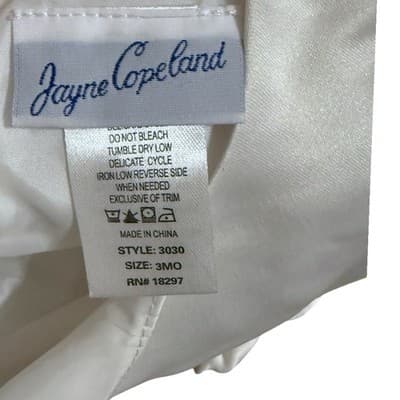 Jayne Copeland
DO NOT BLEACH
TUMBLE DRY LOW
DELICATE CYCLE
IRON LOW REVERSE SIDE
WHEN NEEDED
EXCLUSIVE OF TRIM
MADE IN CHINA
STYLE: 3030
SIZE: 3MO
RN# 18297